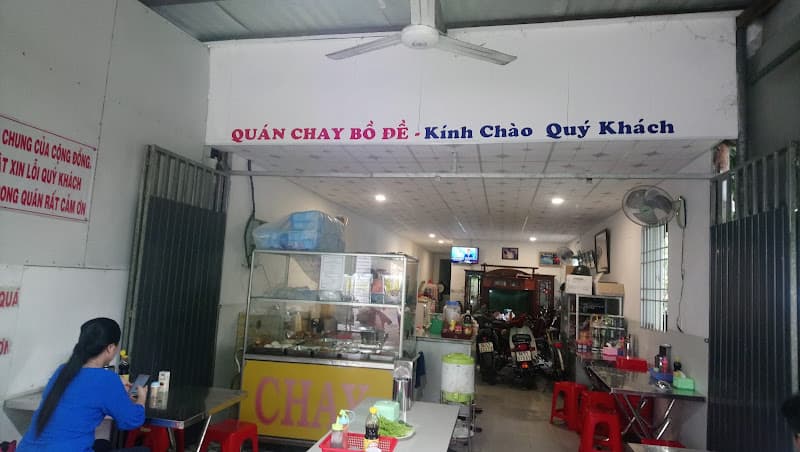 QUÁN CHAY BỒ ĐỀ - Kính Chào Quý Khách
CHUNG CỦA CỘNG ĐỒNG.
ẬT XIN LỖI QUÝ KHÁCH
ONG QUÁN RẤT CẢM ƠN
QUÁ
CHAY